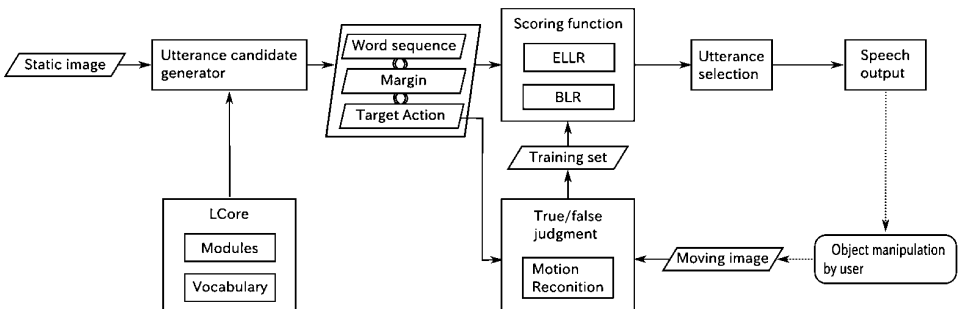 Static image
Utterance candidate
generator
Word sequence
Margin
Target Action
Scoring function
ELLR
BLR
Utterance
selection
Speech
output
Training set
LCore
Modules
Vocabulary
True/false
judgment
Motion
Reconition
Moving image
Object manipulation
by user